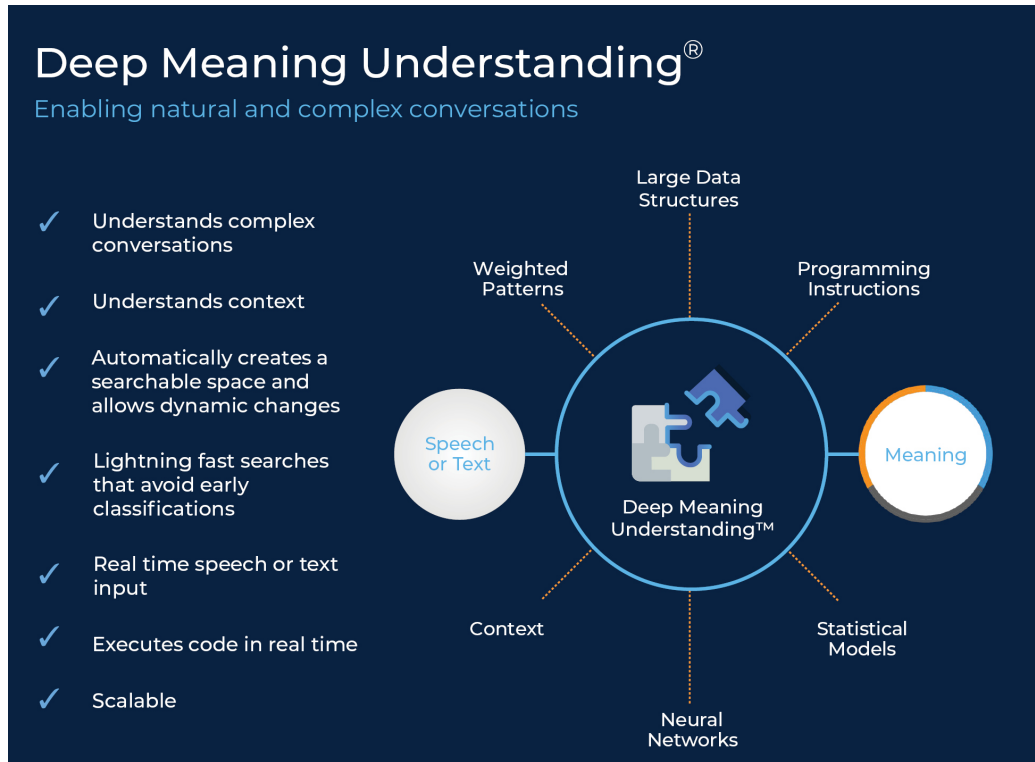 Deep Meaning Understanding®
Enabling natural and complex conversations
✓ Understands complex
conversations
✓ Understands context
✓ Automatically creates a
searchable space and
allows dynamic changes
✓ Lightning fast searches
that avoid early
classifications
✓ Real time speech or text
input
✓ Executes code in real time
✓ Scalable
Large Data
Structures
Weighted
Patterns
Programming
Instructions
Speech
or Text
Deep Meaning
Understanding™
Meaning
Context
Statistical
Models
Neural
Networks